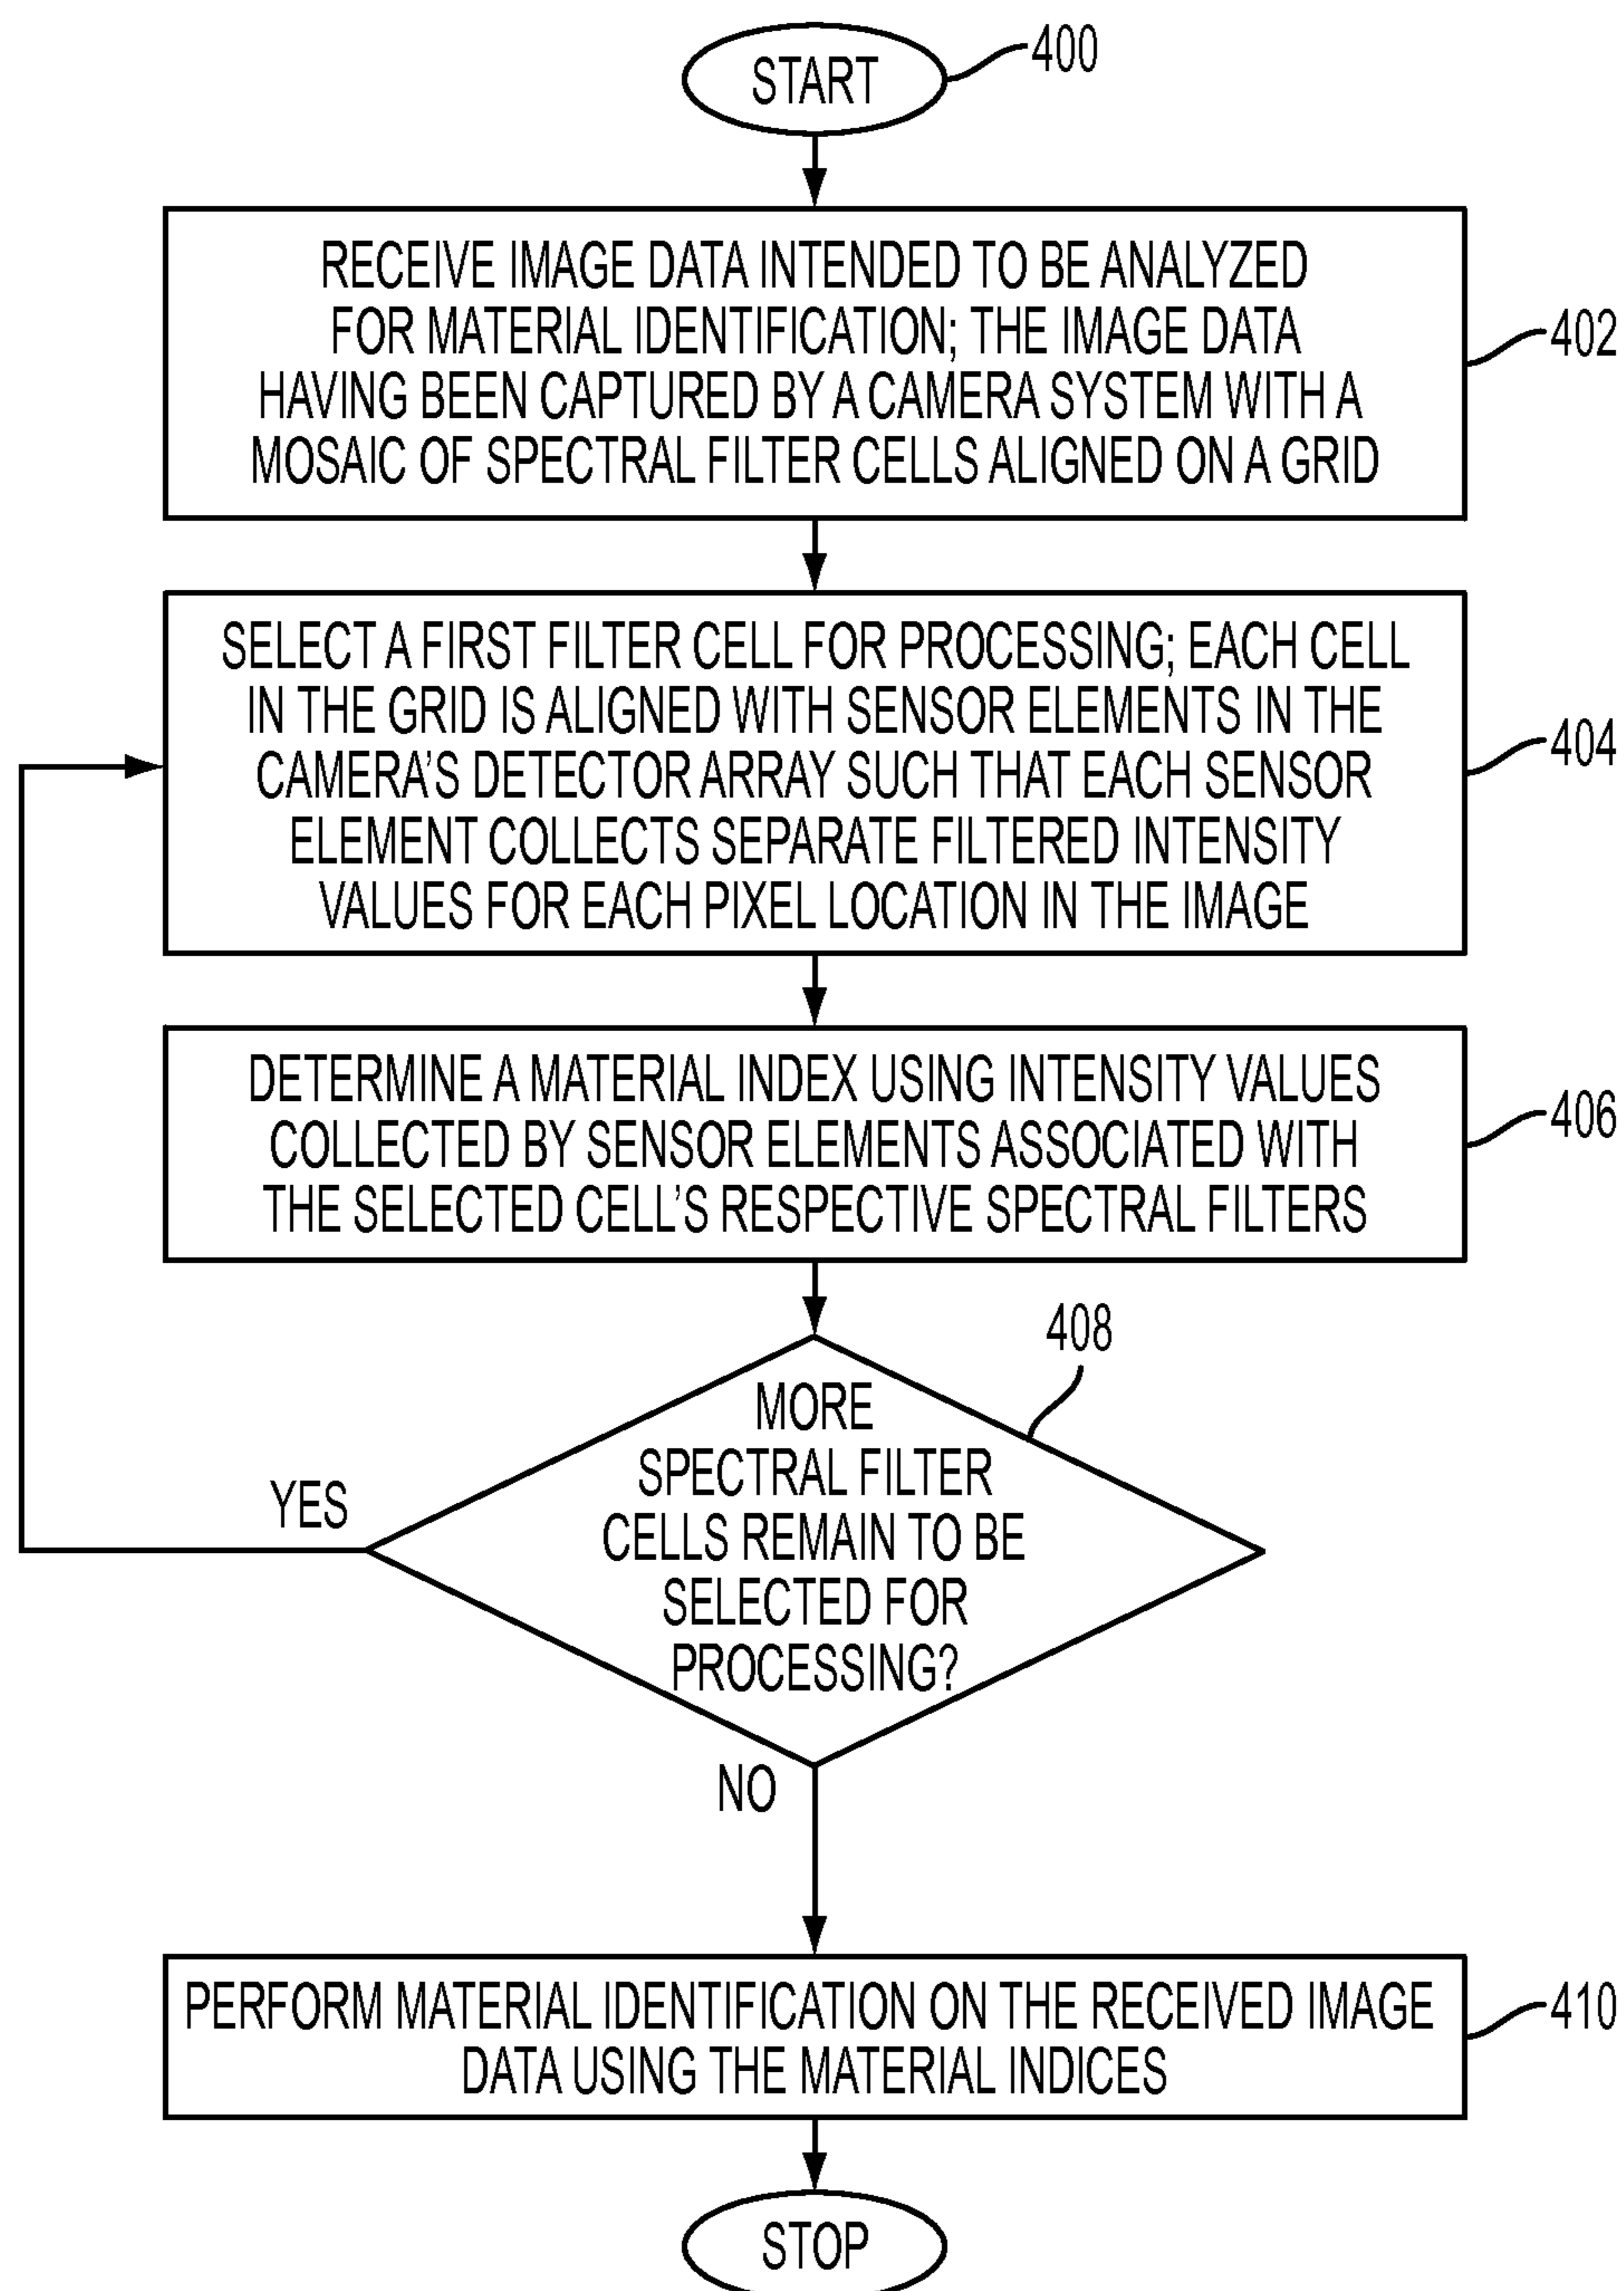 START
400
RECEIVE IMAGE DATA INTENDED TO BE ANALYZED
FOR MATERIAL IDENTIFICATION; THE IMAGE DATA
HAVING BEEN CAPTURED BY A CAMERA SYSTEM WITH A
MOSAIC OF SPECTRAL FILTER CELLS ALIGNED ON A GRID
402
SELECT A FIRST FILTER CELL FOR PROCESSING; EACH CELL
IN THE GRID IS ALIGNED WITH SENSOR ELEMENTS IN THE
CAMERA'S DETECTOR ARRAY SUCH THAT EACH SENSOR
ELEMENT COLLECTS SEPARATE FILTERED INTENSITY
VALUES FOR EACH PIXEL LOCATION IN THE IMAGE
404
DETERMINE A MATERIAL INDEX USING INTENSITY VALUES
COLLECTED BY SENSOR ELEMENTS ASSOCIATED WITH
THE SELECTED CELL'S RESPECTIVE SPECTRAL FILTERS
406
408
MORE
SPECTRAL FILTER
CELLS REMAIN TO BE
SELECTED FOR
PROCESSING?
YES
NO
PERFORM MATERIAL IDENTIFICATION ON THE RECEIVED IMAGE
DATA USING THE MATERIAL INDICES
410
STOP